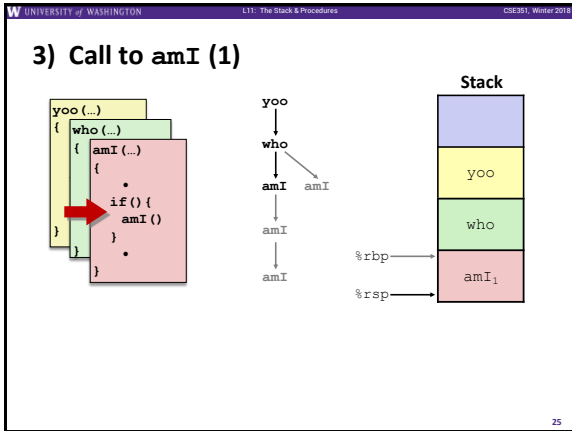 UNIVERSITY of WASHINGTON
L11: The Stack & Procedures
CSE351, Winter 2018
3) Call to amI (1)
yoo(…)
{
}
who(…)
{
}
amI(…)
{
•
if(){
amI()
}
•
}
yoo
who
amI amI
amI
amI
Stack
yoo
who
%rbp
amI₁
%rsp
25